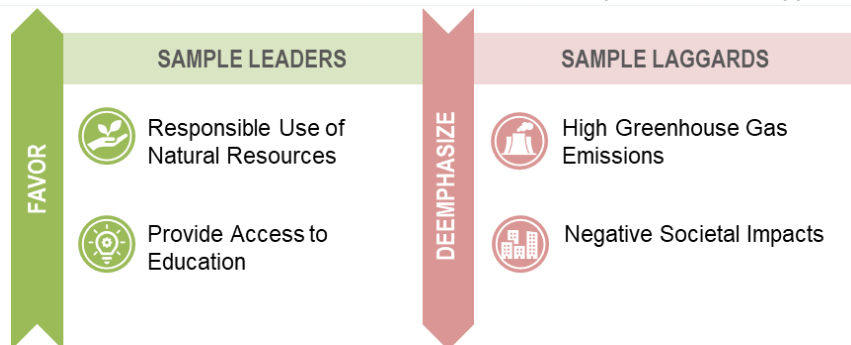 SAMPLE LEADERS
FAVOR
Responsible Use of
Natural Resources
Provide Access to
Education
SAMPLE LAGGARDS
DEEMPHASIZE
High Greenhouse Gas
Emissions
Negative Societal Impacts